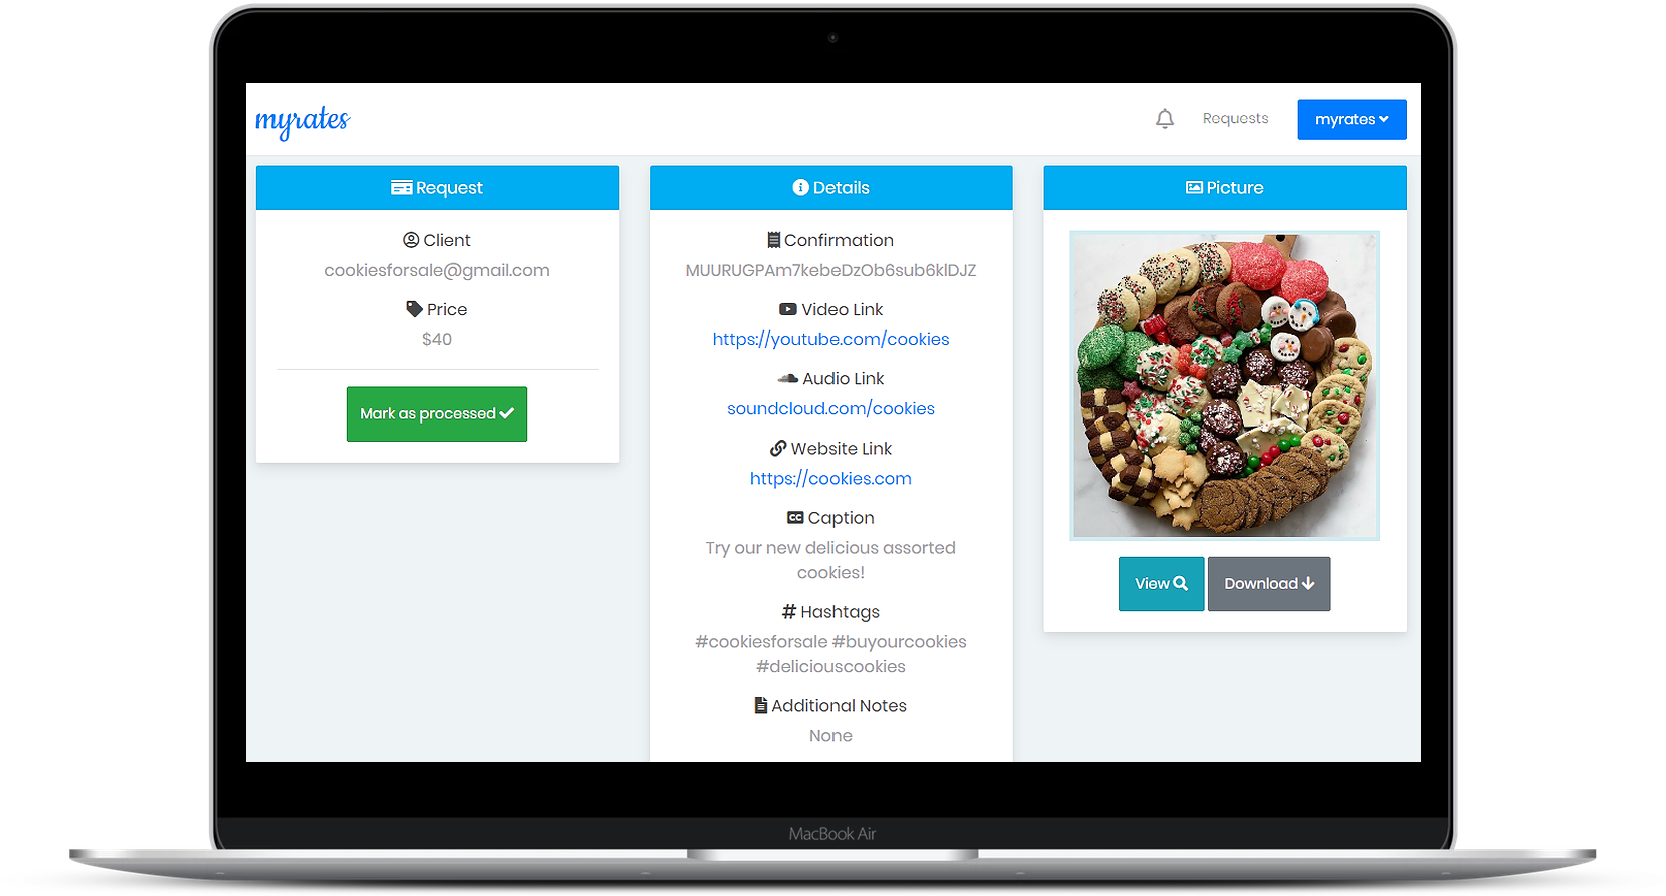 myrates
Requests
myrates
Request
Client
cookiesforsale@gmail.com
Price
$40
Mark as processed
Details
Confirmation
MUURUGPAm7kebeDzOb6sub6klDJZ
Video Link
https://youtube.com/cookies
Audio Link
soundcloud.com/cookies
Website Link
https://cookies.com
CC Caption
Try our new delicious assorted
cookies!
# Hashtags
#cookiesforsale #buyourcookies
#deliciouscookies
Additional Notes
None
Picture
View
Download
MacBook Air